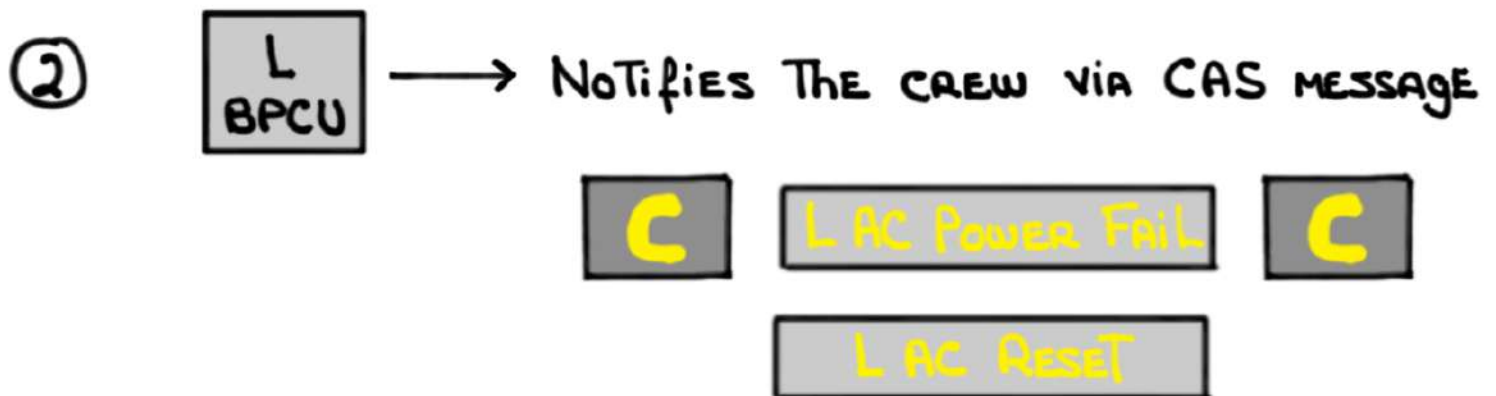 ② L BPCU → NoTifiES THE CREW ViA CAS MESSAgE
C L AC POWER FAiL C
L AC RESET